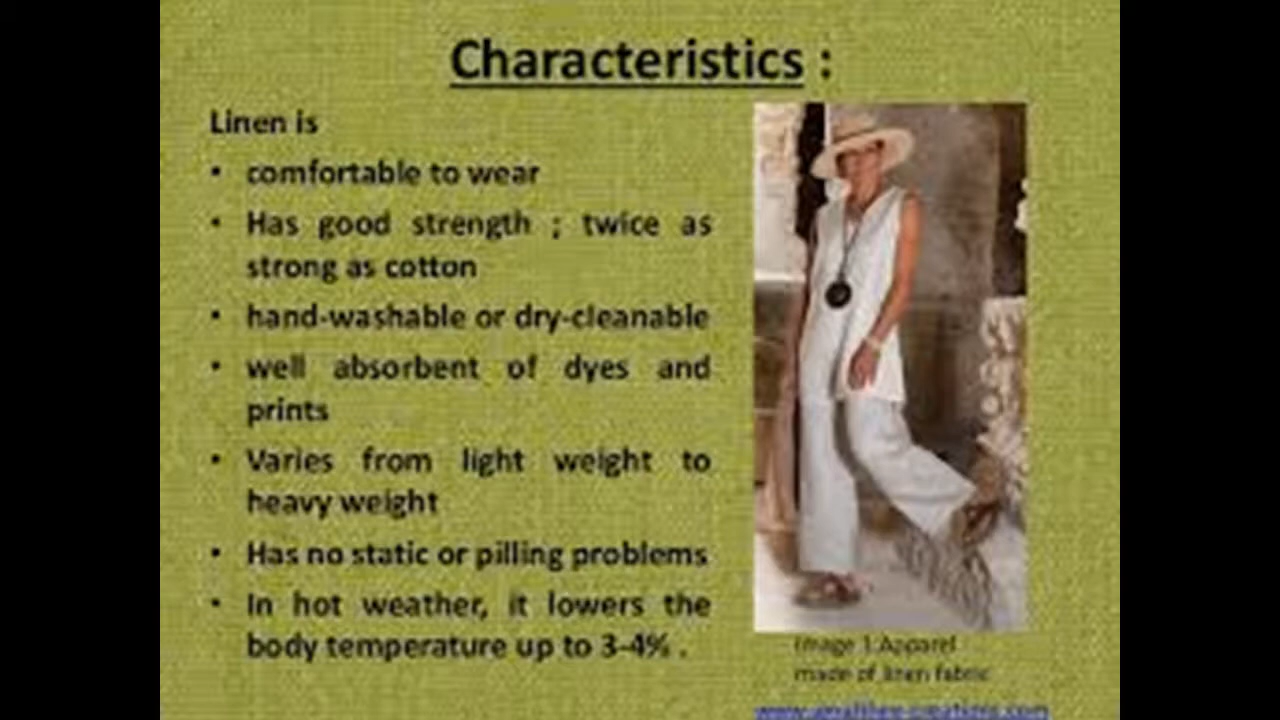 Characteristics :
Linen is
• comfortable to wear
• Has good strength ; twice as
strong as cotton
• hand-washable or dry-cleanable
• well absorbent of dyes and
prints
• Varies from light weight to
heavy weight
• Has no static or pilling problems
• In hot weather, it lowers the
body temperature up to 3-4% .
Image 1:Apparel
made of linen fabric